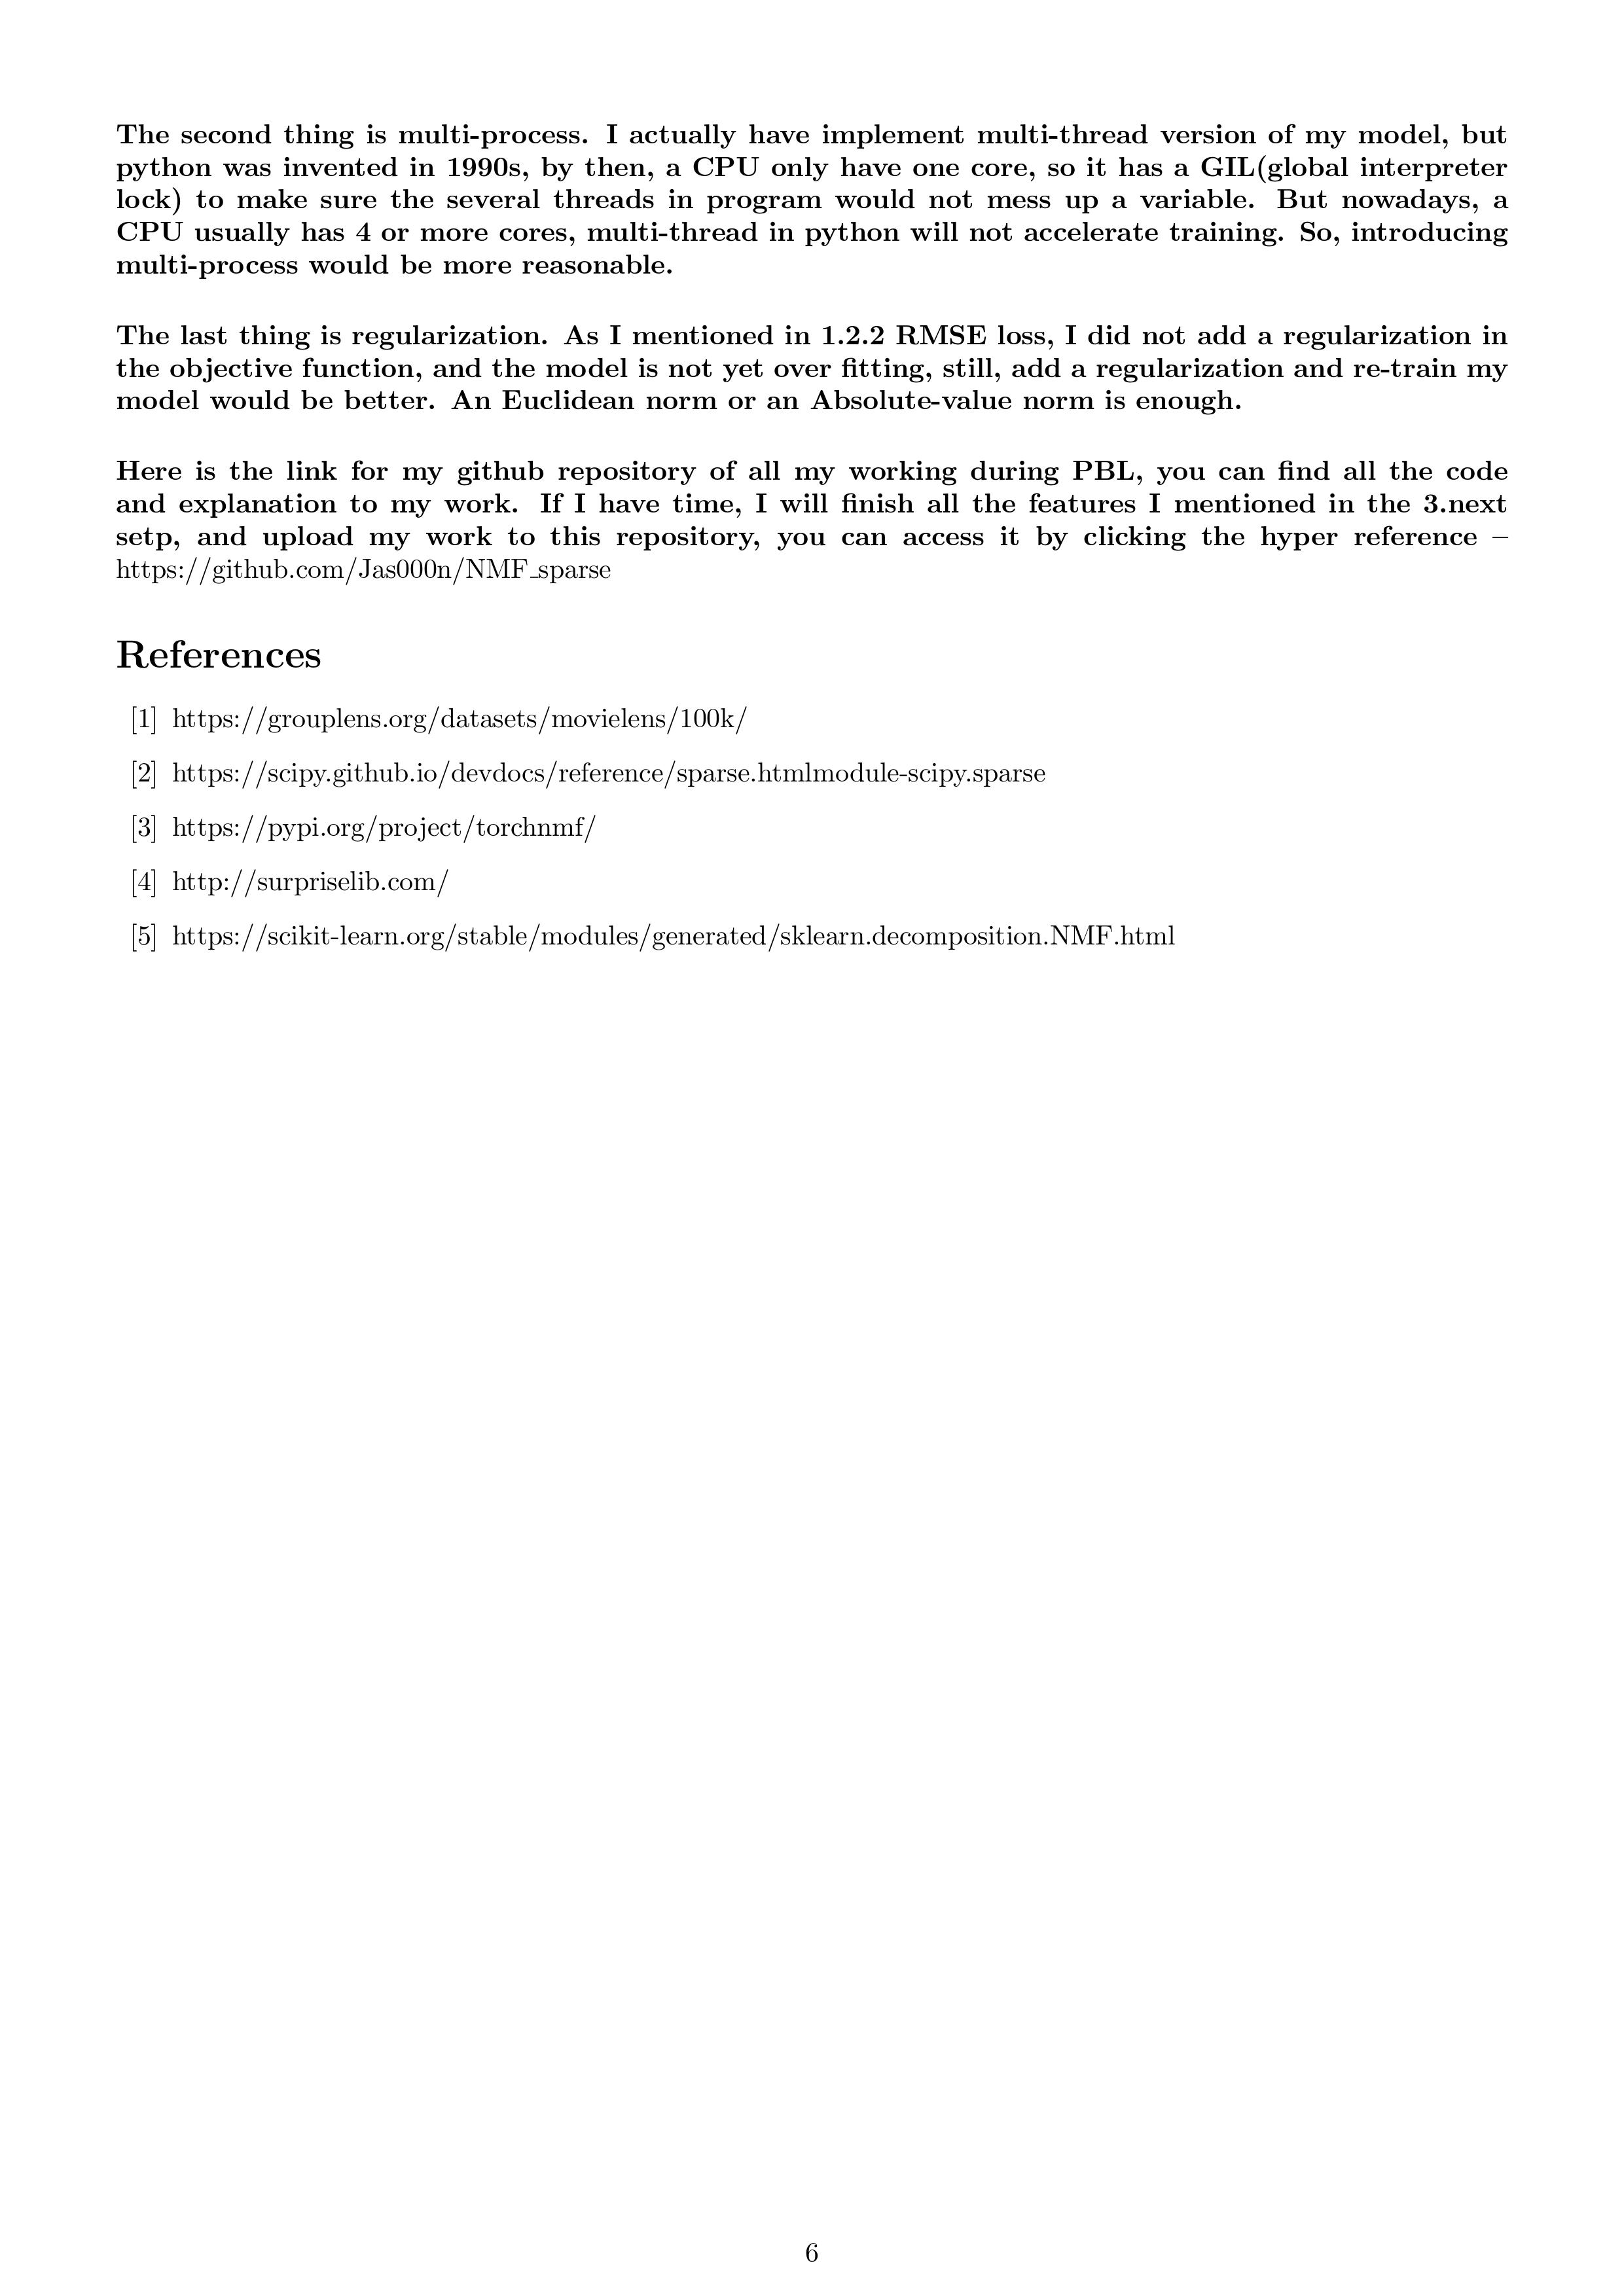 The second thing is multi-process. I actually have implement multi-thread version of my model, but
python was invented in 1990s, by then, a CPU only have one core, so it has a GIL(global interpreter
lock) to make sure the several threads in program would not mess up a variable. But nowadays, a
CPU usually has 4 or more cores, multi-thread in python will not accelerate training. So, introducing
multi-process would be more reasonable.
The last thing is regularization. As I mentioned in 1.2.2 RMSE loss, I did not add a regularization in
the objective function, and the model is not yet over fitting, still, add a regularization and re-train my
model would be better. An Euclidean norm or an Absolute-value norm is enough.
Here is the link for my github repository of all my working during PBL, you can find all the code
and explanation to my work. If I have time, I will finish all the features I mentioned in the 3.next
setp, and upload my work to this repository, you can access it by clicking the hyper reference –
https://github.com/Jas000n/NMF_sparse
References
[1] https://grouplens.org/datasets/movielens/100k/
[2] https://scipy.github.io/devdocs/reference/sparse.htmlmodule-scipy.sparse
[3] https://pypi.org/project/torchnmf/
[4] http://surpriselib.com/
[5] https://scikit-learn.org/stable/modules/generated/sklearn.decomposition.NMF.html
6